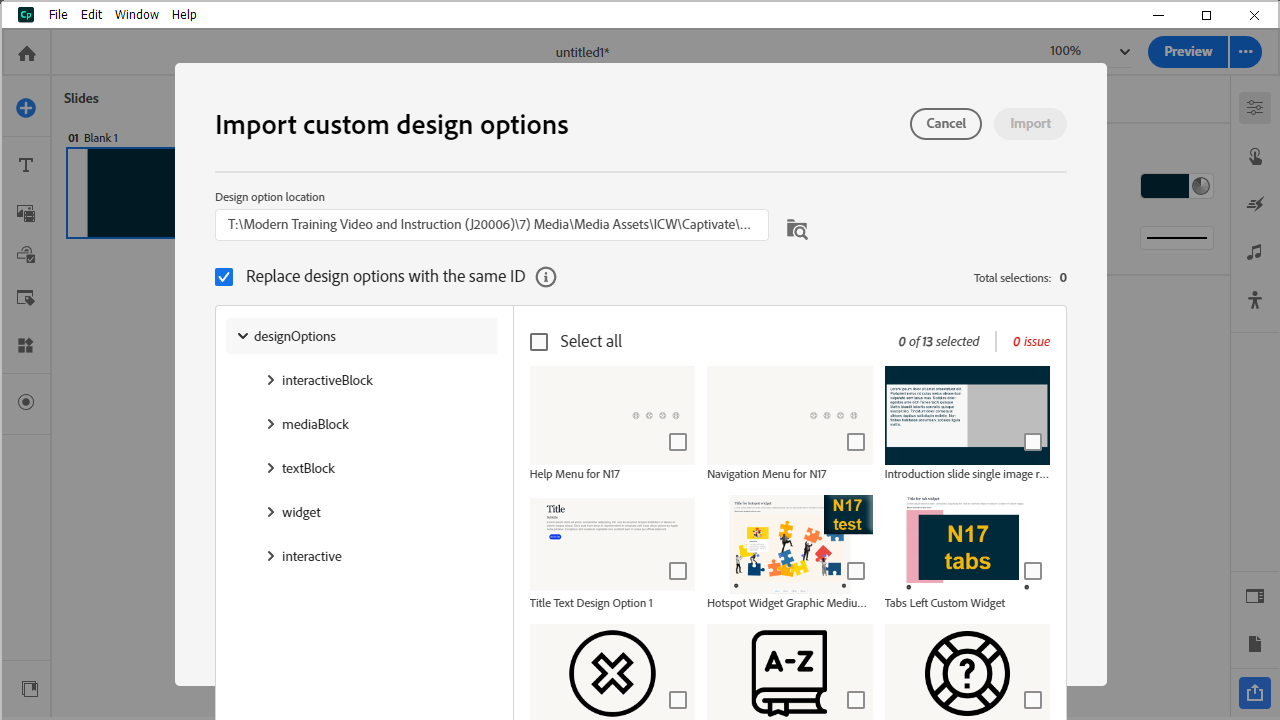 Cp File Edit Window Help
untitled1*
100%
Preview
Slides
01 Blank 1
Import custom design options
Cancel
Import
Design option location
T:\Modern Training Video and Instruction (J20006)\7) Media\Media Assets\ICW\Captivate\...
Replace design options with the same ID
Total selections: 0
designOptions
interactiveBlock
mediaBlock
textBlock
widget
interactive
Select all
0 of 13 selected
0 issue
Help Menu for N17
Navigation Menu for N17
Introduction slide single image r...
Title
N17
test
Title for tab widget
N17
tabs
Title Text Design Option 1
Hotspot Widget Graphic Mediu...
Tabs Left Custom Widget
A-Z
?